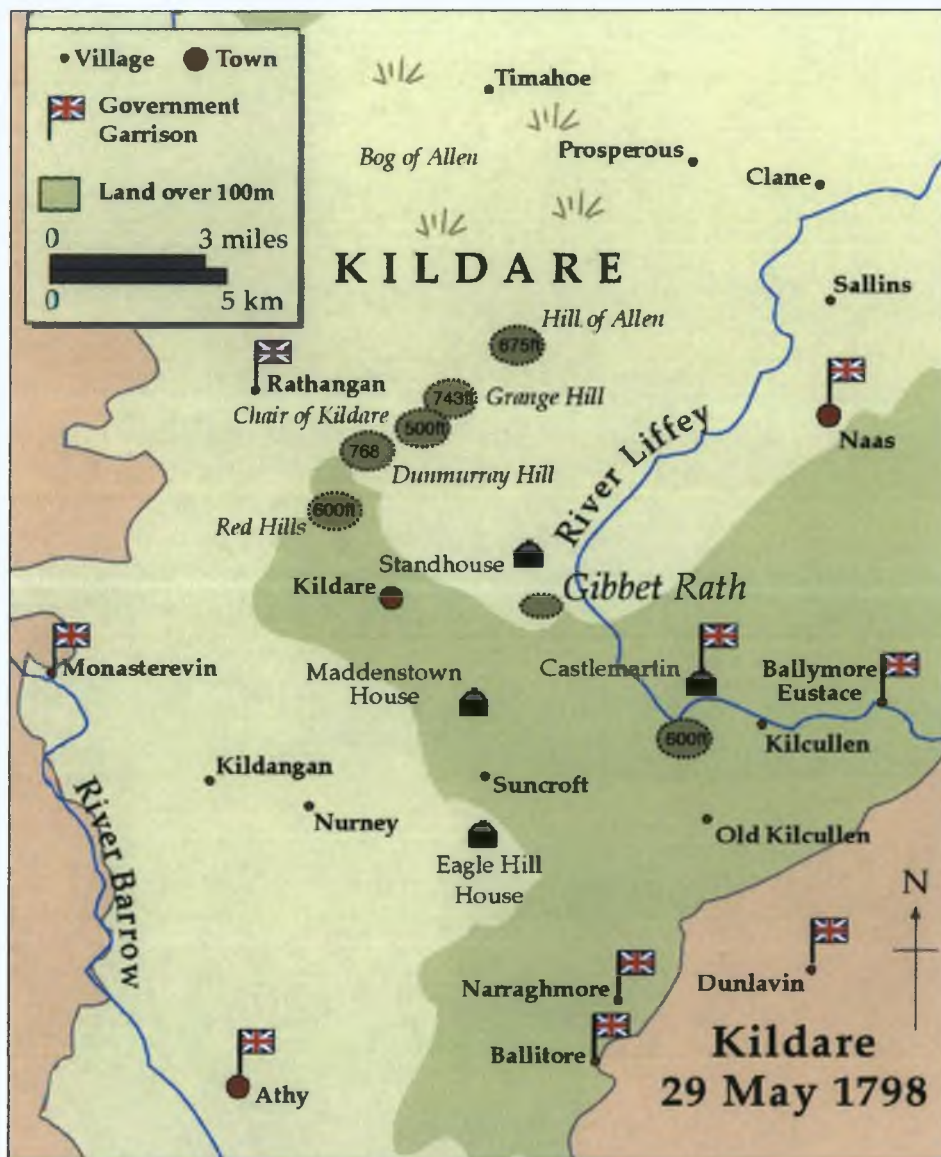 Village
Town
Government
Garrison
Land over 100m
0 3 miles
0 5 km
Timahoe
Bog of Allen
Prosperous
Clane
KILDARE
Sallins
Hill of Allen
675ft
Rathangan
743ft
Grange Hill
Chair of Kildare
500ft
Naas
768
Dunmurray Hill
River Liffey
600ft
Red Hills
Standhouse
Kildare
Gibbet Rath
Monasterevin
Maddenstown
House
Castlemartin
Ballymore
Eustace
600ft
Kilcullen
Kildangan
Suncroft
Nurney
Old Kilcullen
River Barrow
Eagle Hill
House
N
Narraghmore
Dunlavin
Ballitore
Athy
Kildare
29 May 1798